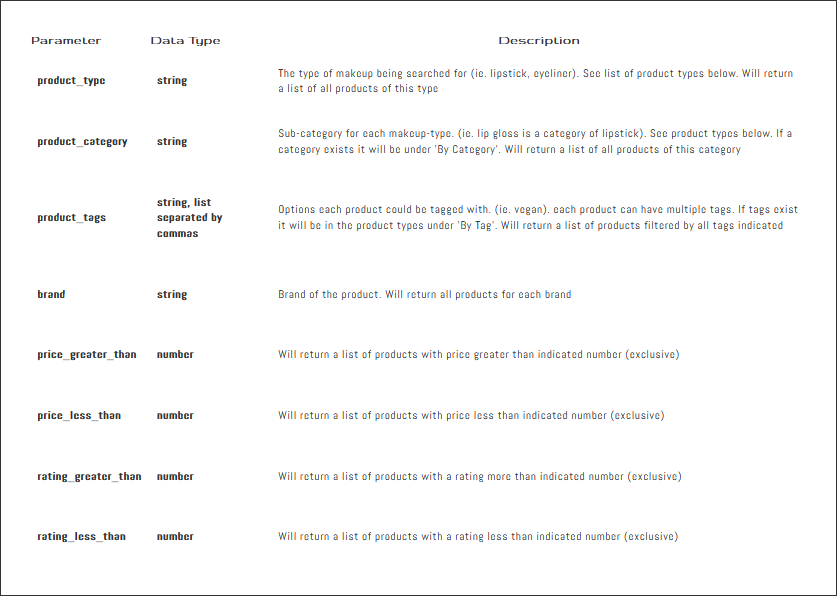 Parameter Data Type Description
product_type string The type of makeup being searched for (ie. lipstick, eyeliner). See list of product types below. Will return
a list of all products of this type
product_category string Sub-category for each makeup-type. (ie. lip gloss is a category of lipstick). See product types below. If a
category exists it will be under 'By Category'. Will return a list of all products of this category
product_tags string, list separated by commas Options each product could be tagged with. (ie. vegan). each product can have multiple tags. If tags exist
it will be in the product types under 'By Tag'. Will return a list of products filtered by all tags indicated
brand string Brand of the product. Will return all products for each brand
price_greater_than number Will return a list of products with price greater than indicated number (exclusive)
price_less_than number Will return a list of products with price less than indicated number (exclusive)
rating_greater_than number Will return a list of products with a rating more than indicated number (exclusive)
rating_less_than number Will return a list of products with a rating less than indicated number (exclusive)